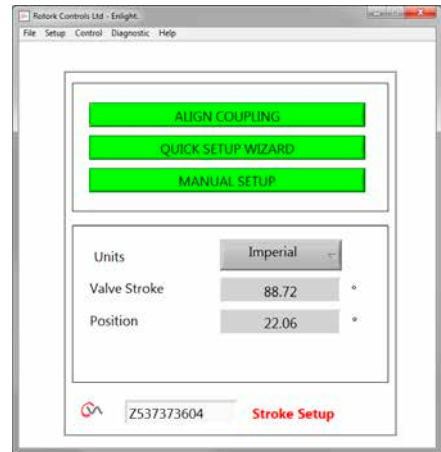 Rotork Controls Ltd - Enlight.
File Setup Control Diagnostic Help
ALIGN COUPLING
QUICK SETUP WIZARD
MANUAL SETUP
Units Imperial
Valve Stroke 88.72 °
Position 22.06 °
Z537373604 Stroke Setup